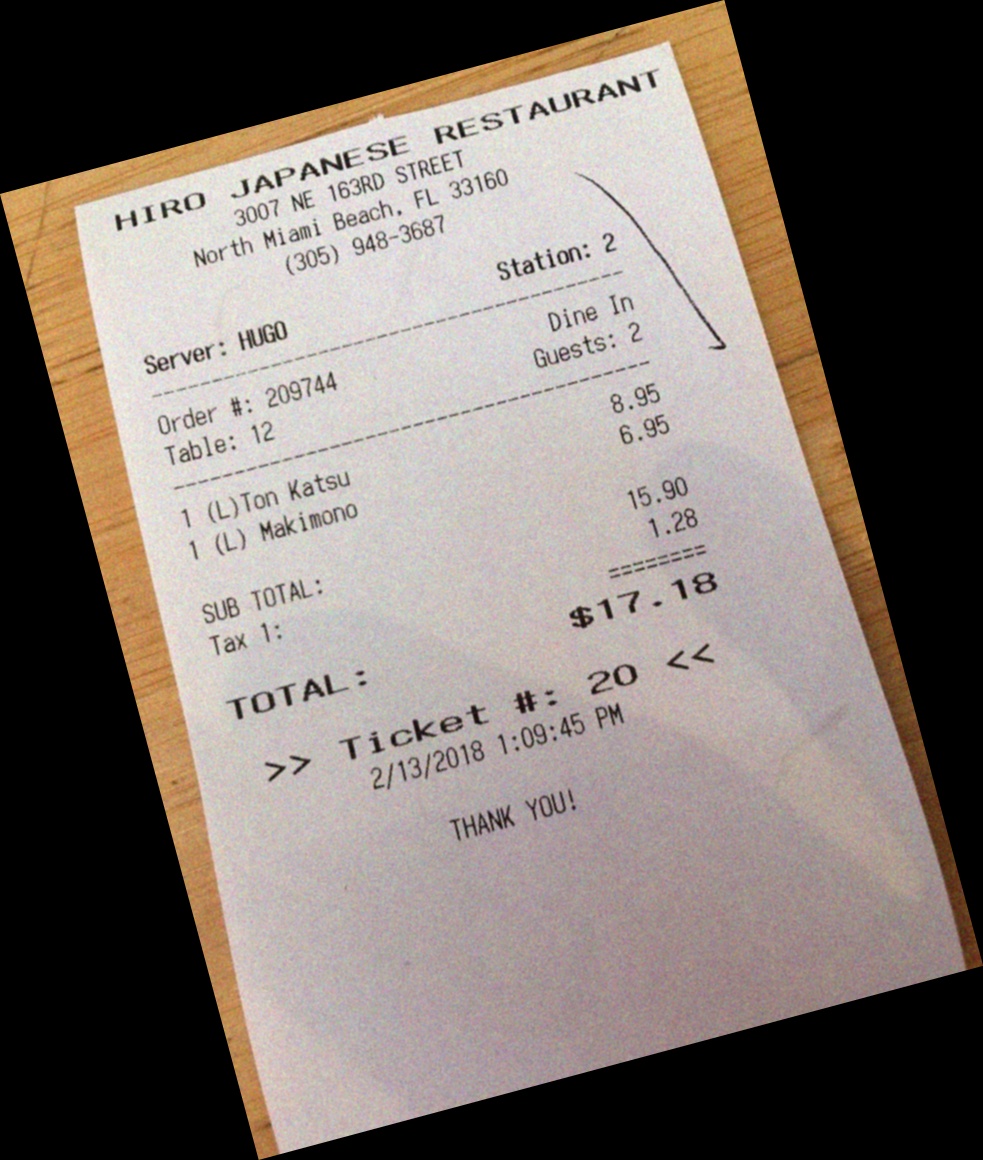 HIRO JAPANESE RESTAURANT
3007 NE 163RD STREET
North Miami Beach, FL 33160
(305) 948-3687
Server: HUGO Station: 2
Order #: 209744 Dine In
Table: 12 Guests: 2
1 (L)Ton Katsu 8.95
1 (L) Makimono 6.95
SUB TOTAL: 15.90
Tax 1: 1.28
========
TOTAL: $17.18
>> Ticket #: 20 <<
2/13/2018 1:09:45 PM
THANK YOU!